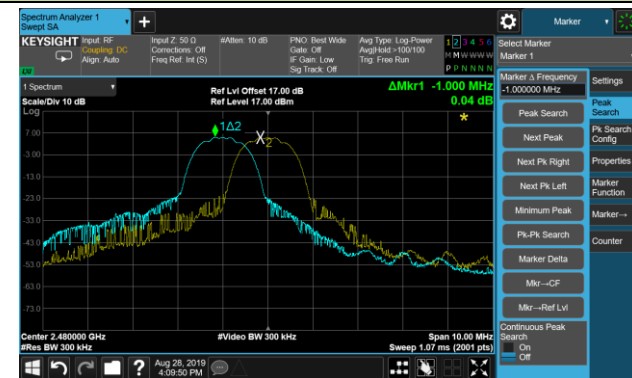 Spectrum Analyzer 1
Swept SA
+
Marker
KEYSIGHT
Input: RF
Coupling: DC
Align: Auto
Input Z: 50 Ω
Corrections: Off
Freq Ref: Int (S)
#Atten: 10 dB
PNO: Best Wide
Gate: Off
IF Gain: Low
Sig Track: Off
Avg Type: Log-Power
Avg|Hold >100/100
Trig: Free Run
1 2 3 4 5 6
M M W W W W
P P N N N N
LXI
Select Marker
Marker 1
1 Spectrum
Scale/Div 10 dB
Log
Ref Lvl Offset 17.00 dB
Ref Level 17.00 dBm
ΔMkr1 -1.000 MHz
0.04 dB
Marker Δ Frequency
-1.000000 MHz
Settings
Peak Search
Peak
Search
Next Peak
Pk Search
Config
Next Pk Right
Properties
Next Pk Left
Marker
Function
Minimum Peak
Marker→
Pk-Pk Search
Counter
Marker Delta
Mkr→CF
Mkr→Ref Lvl
Continuous Peak
Search
On
Off
1Δ2
X2
7.00
-3.00
-13.0
-23.0
-33.0
-43.0
-53.0
-63.0
-73.0
Center 2.480000 GHz
#Res BW 300 kHz
#Video BW 300 kHz
Span 10.00 MHz
Sweep 1.07 ms (2001 pts)
?
Aug 28, 2019
4:09:50 PM